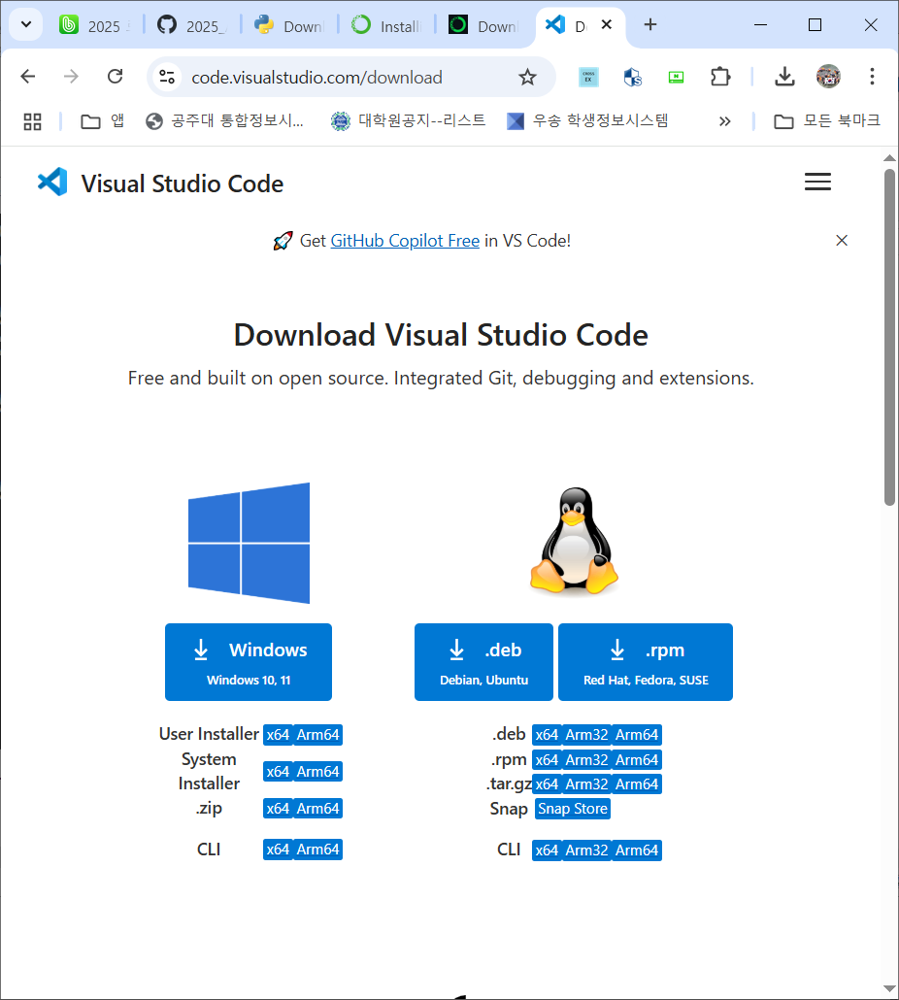 2025
2025_
Down
Install
Down
D
code.visualstudio.com/download
CROSS
EX
N
앱
공주대 통합정보시...
대학원공지--리스트
우송 학생정보시스템
모든 북마크
Visual Studio Code
Get GitHub Copilot Free in VS Code!
Download Visual Studio Code
Free and built on open source. Integrated Git, debugging and extensions.
Windows
Windows 10, 11
.deb
Debian, Ubuntu
.rpm
Red Hat, Fedora, SUSE
User Installer x64 Arm64
System
Installer x64 Arm64
.zip x64 Arm64
CLI x64 Arm64
.deb x64 Arm32 Arm64
.rpm x64 Arm32 Arm64
.tar.gz x64 Arm32 Arm64
Snap Snap Store
CLI x64 Arm32 Arm64